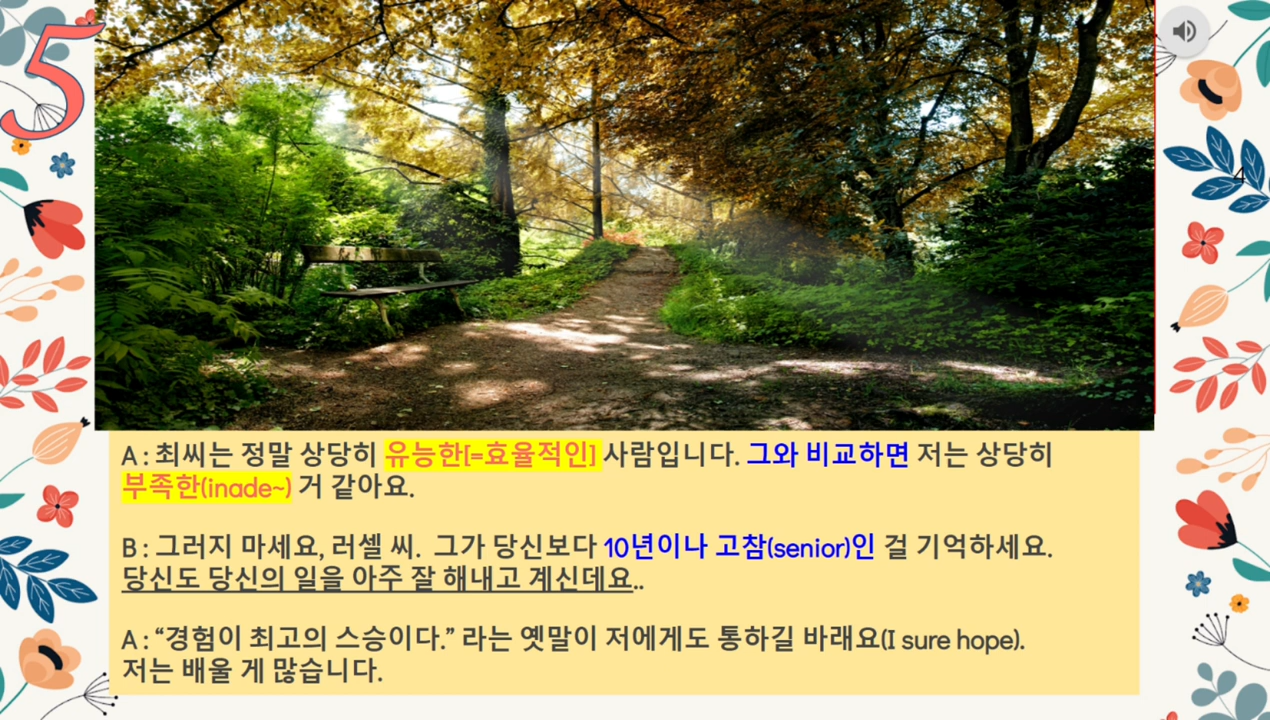 5
4
A : 최씨는 정말 상당히 유능한[=효율적인] 사람입니다. 그와 비교하면 저는 상당히
부족한(inade~) 거 같아요.
B : 그러지 마세요, 러셀 씨. 그가 당신보다 10년이나 고참(senior)인 걸 기억하세요.
당신도 당신의 일을 아주 잘 해내고 계신데요..
A : “경험이 최고의 스승이다.” 라는 옛말이 저에게도 통하길 바래요(I sure hope).
저는 배울 게 많습니다.